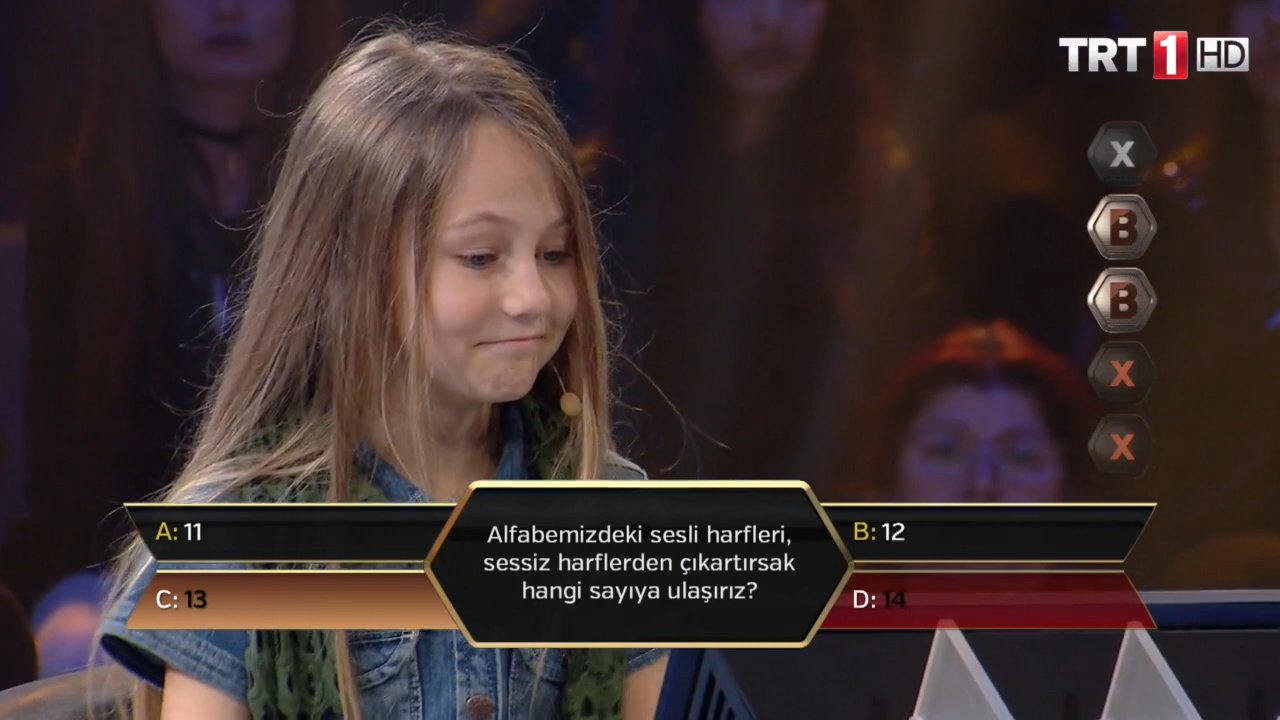 TRT 1 HD
X
B
B
X
X
A: 11
B: 12
Alfabemizdeki sesli harfleri,
sessiz harflerden çıkartırsak
hangi sayıya ulaşırız?
C: 13
D: 14